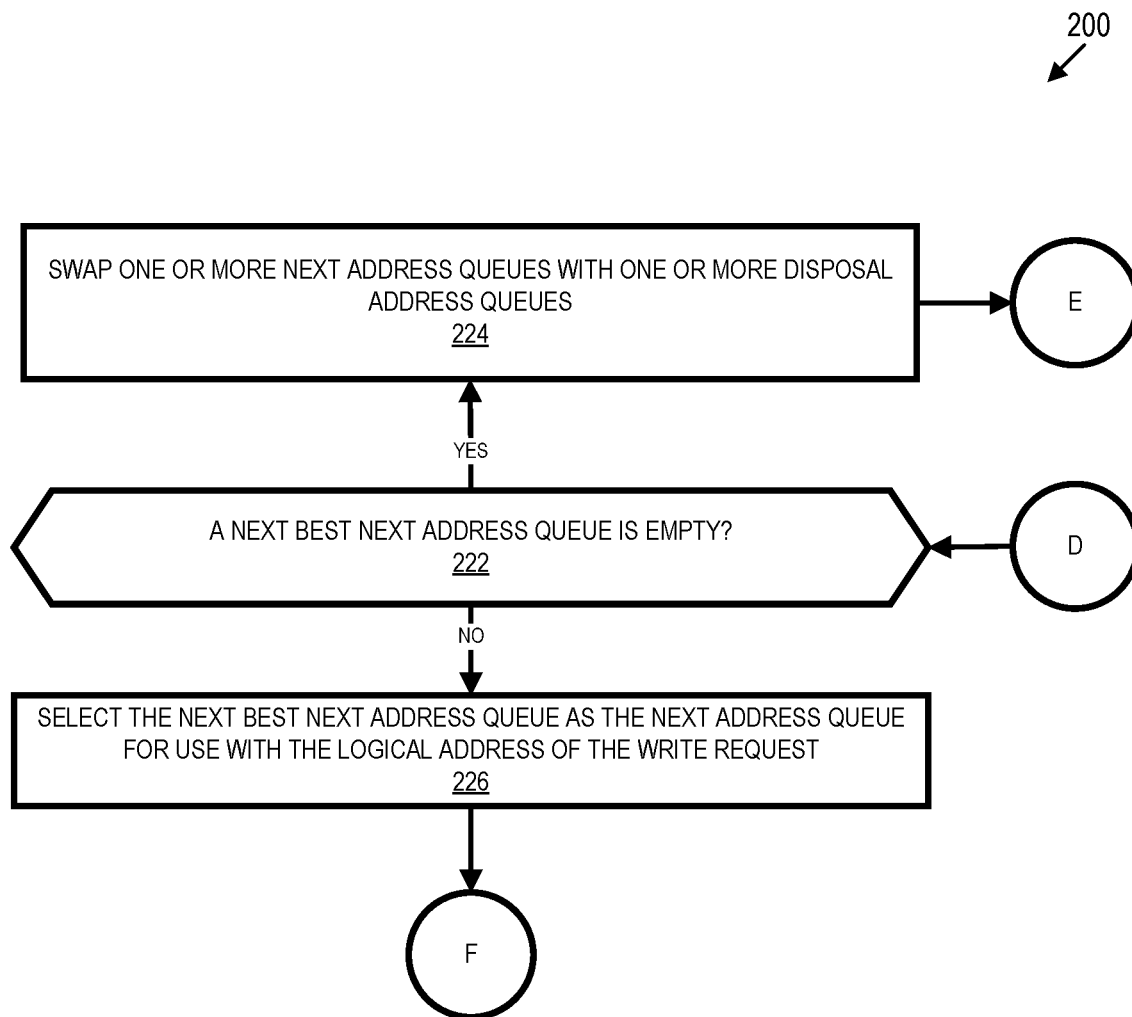 200
SWAP ONE OR MORE NEXT ADDRESS QUEUES WITH ONE OR MORE DISPOSAL
ADDRESS QUEUES
224
E
YES
A NEXT BEST NEXT ADDRESS QUEUE IS EMPTY?
222
D
NO
SELECT THE NEXT BEST NEXT ADDRESS QUEUE AS THE NEXT ADDRESS QUEUE
FOR USE WITH THE LOGICAL ADDRESS OF THE WRITE REQUEST
226
F